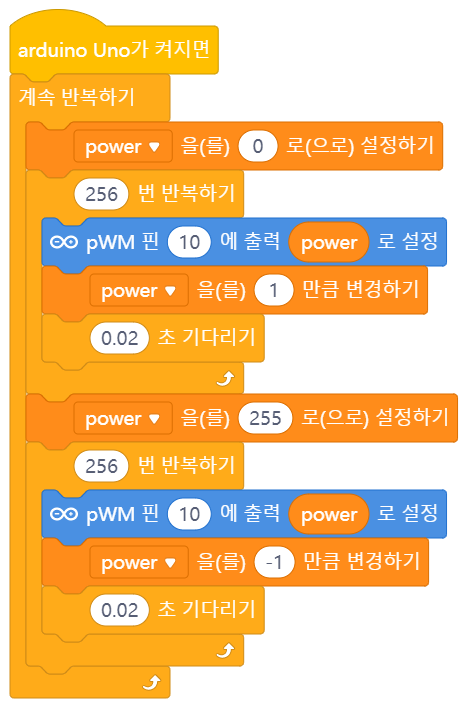 arduino Uno가 켜지면
계속 반복하기
power ▼ 을(를) 0 로(으로) 설정하기
256 번 반복하기
pWM 핀 10 에 출력 power 로 설정
power ▼ 을(를) 1 만큼 변경하기
0.02 초 기다리기
power ▼ 을(를) 255 로(으로) 설정하기
256 번 반복하기
pWM 핀 10 에 출력 power 로 설정
power ▼ 을(를) -1 만큼 변경하기
0.02 초 기다리기